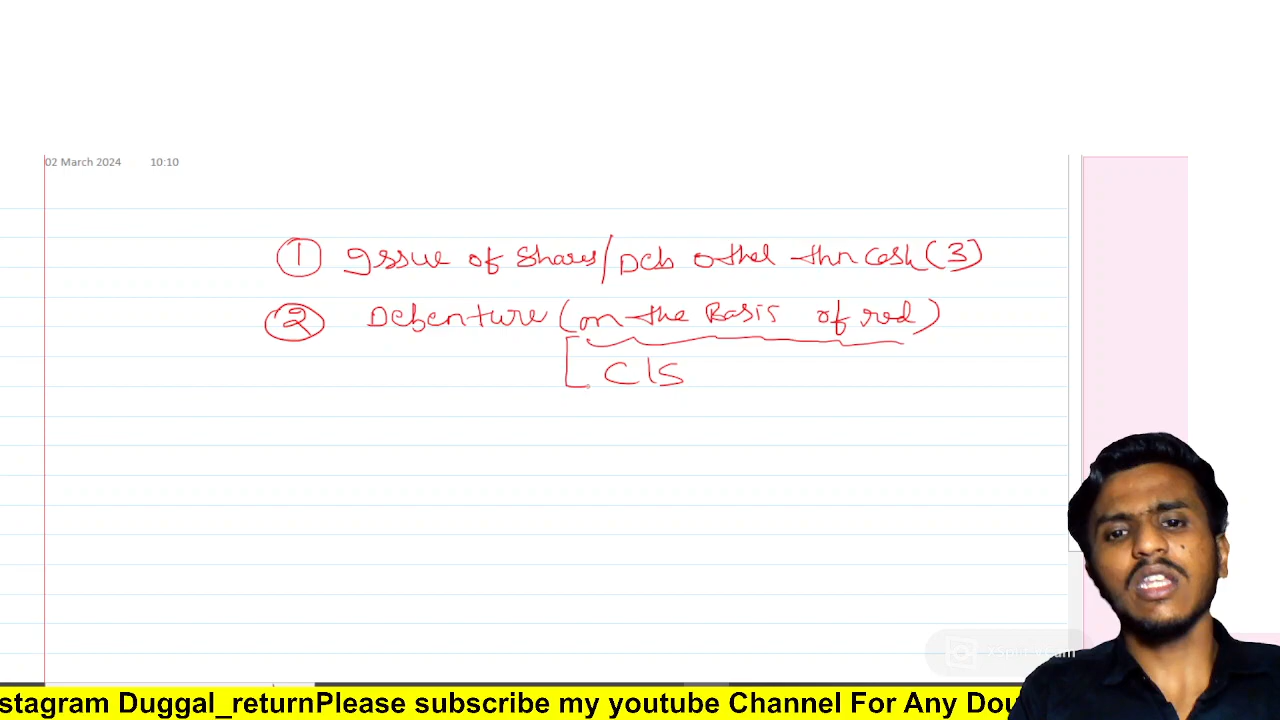 02 March 2024 10:10
① Issue of Shares/Deb other thn Cash (3)
② Debenture (on the Basis of red)
[ C/S
stagram Duggal_returnPlease subscribe my youtube Channel For Any Dou